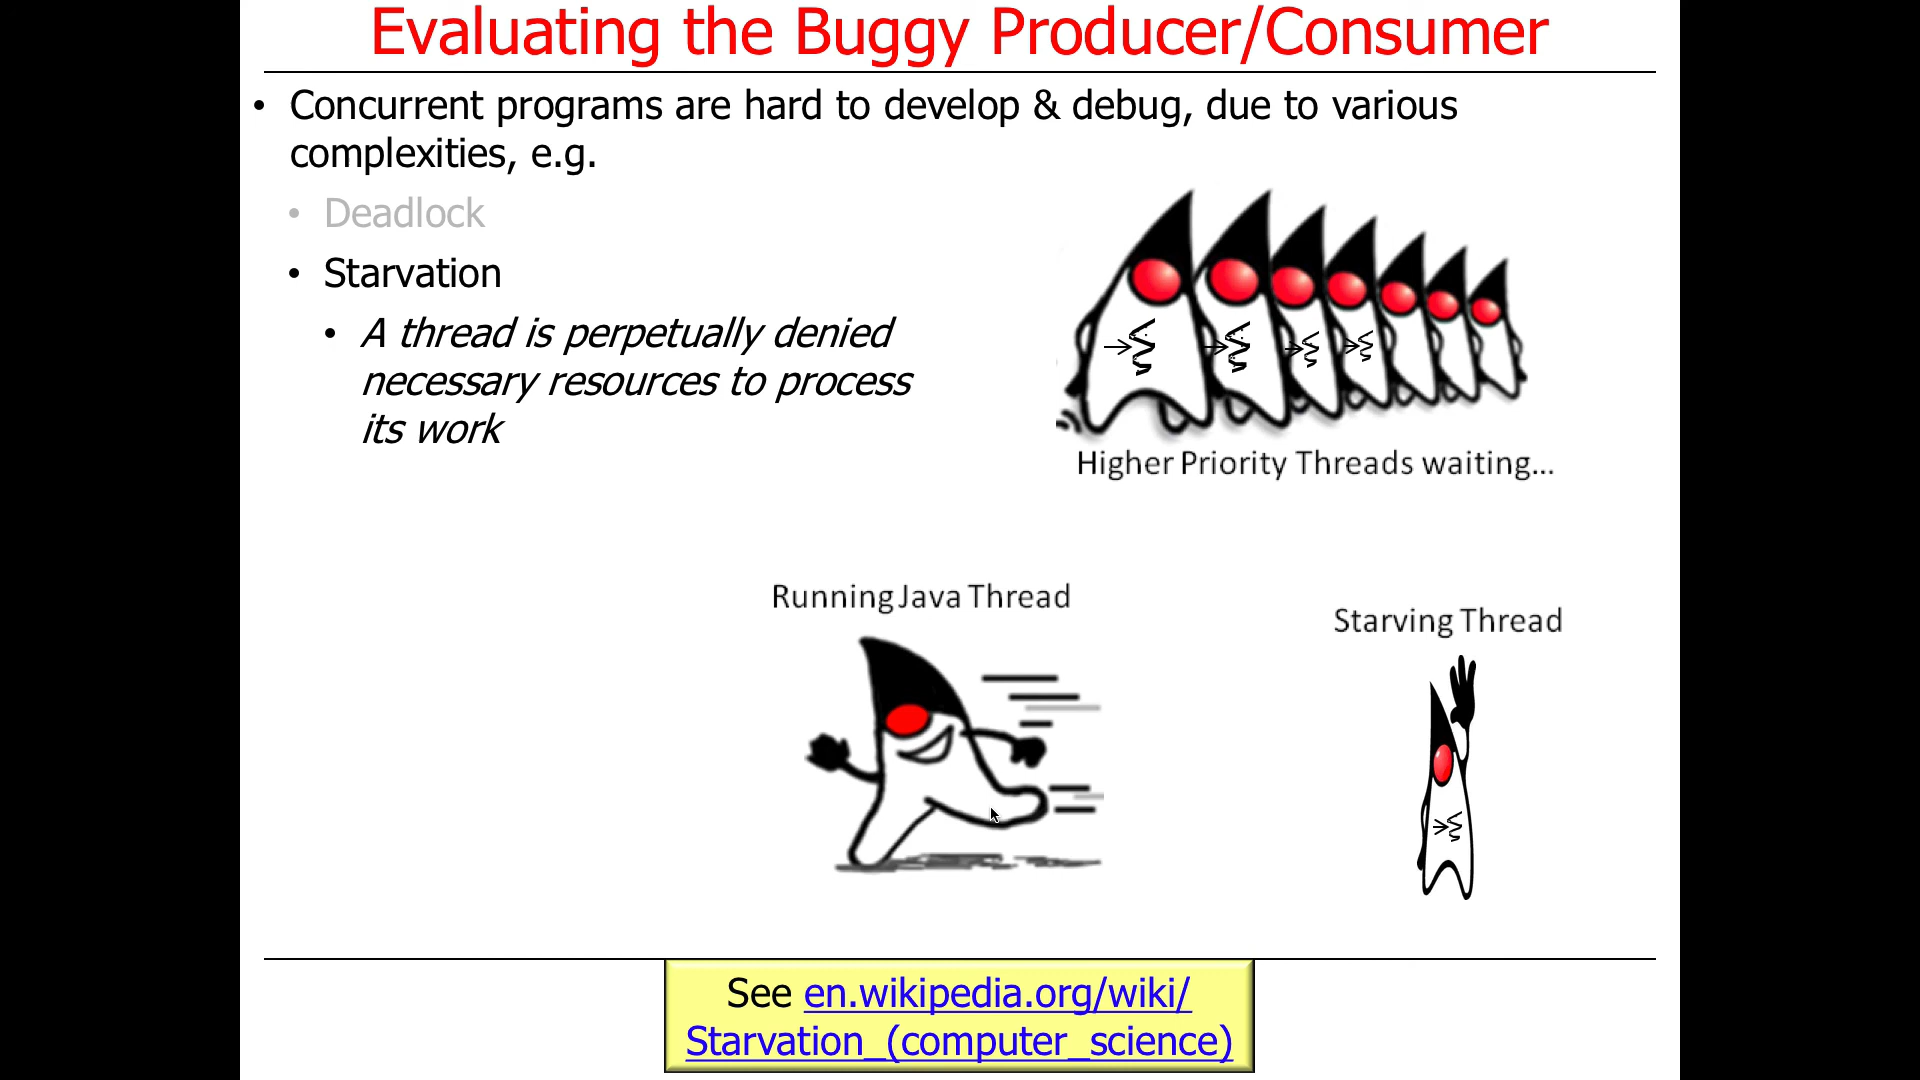 Evaluating the Buggy Producer/Consumer
• Concurrent programs are hard to develop & debug, due to various
complexities, e.g.
• Deadlock
• Starvation
• A thread is perpetually denied
necessary resources to process
its work
Higher Priority Threads waiting...
Running Java Thread
Starving Thread
See en.wikipedia.org/wiki/
Starvation_(computer_science)